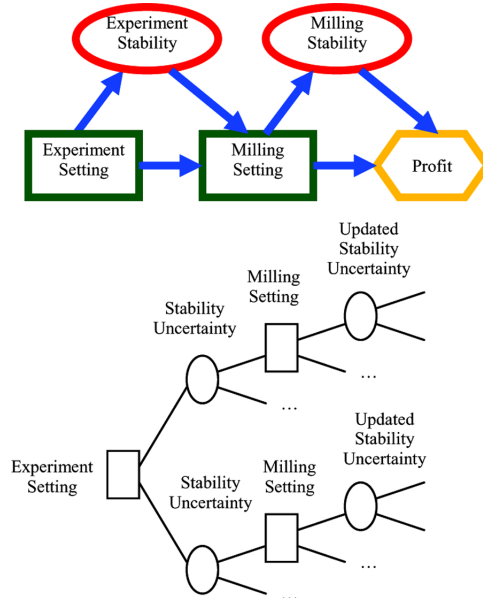 Experiment
Stability
Milling
Stability
Experiment
Setting
Milling
Setting
Profit
Updated
Stability
Uncertainty
Milling
Setting
Stability
Uncertainty
...
...
Experiment
Setting
Updated
Stability
Uncertainty
Milling
Setting
Stability
Uncertainty
...
...